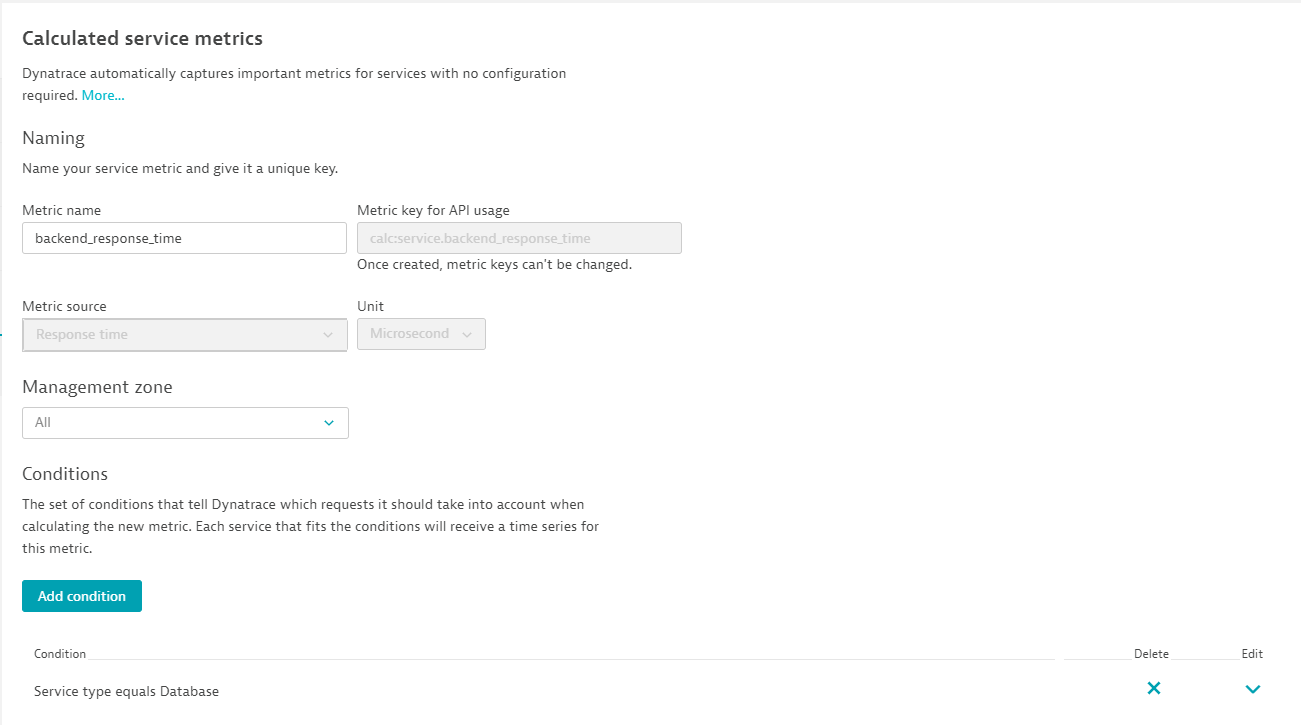 Calculated service metrics
Dynatrace automatically captures important metrics for services with no configuration
required. More...
Naming
Name your service metric and give it a unique key.
Metric name
Metric key for API usage
backend_response_time
calc:service.backend_response_time
Once created, metric keys can't be changed.
Metric source
Unit
Response time
Microsecond
Management zone
All
Conditions
The set of conditions that tell Dynatrace which requests it should take into account when
calculating the new metric. Each service that fits the conditions will receive a time series for
this metric.
Add condition
Condition
Delete
Edit
Service type equals Database